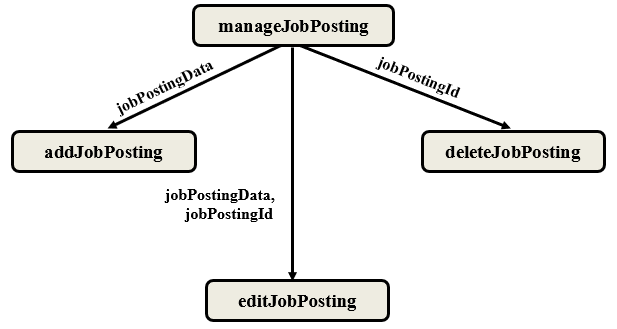 manageJobPosting
jobPostingData
jobPostingId
addJobPosting
deleteJobPosting
jobPostingData,
jobPostingId
editJobPosting